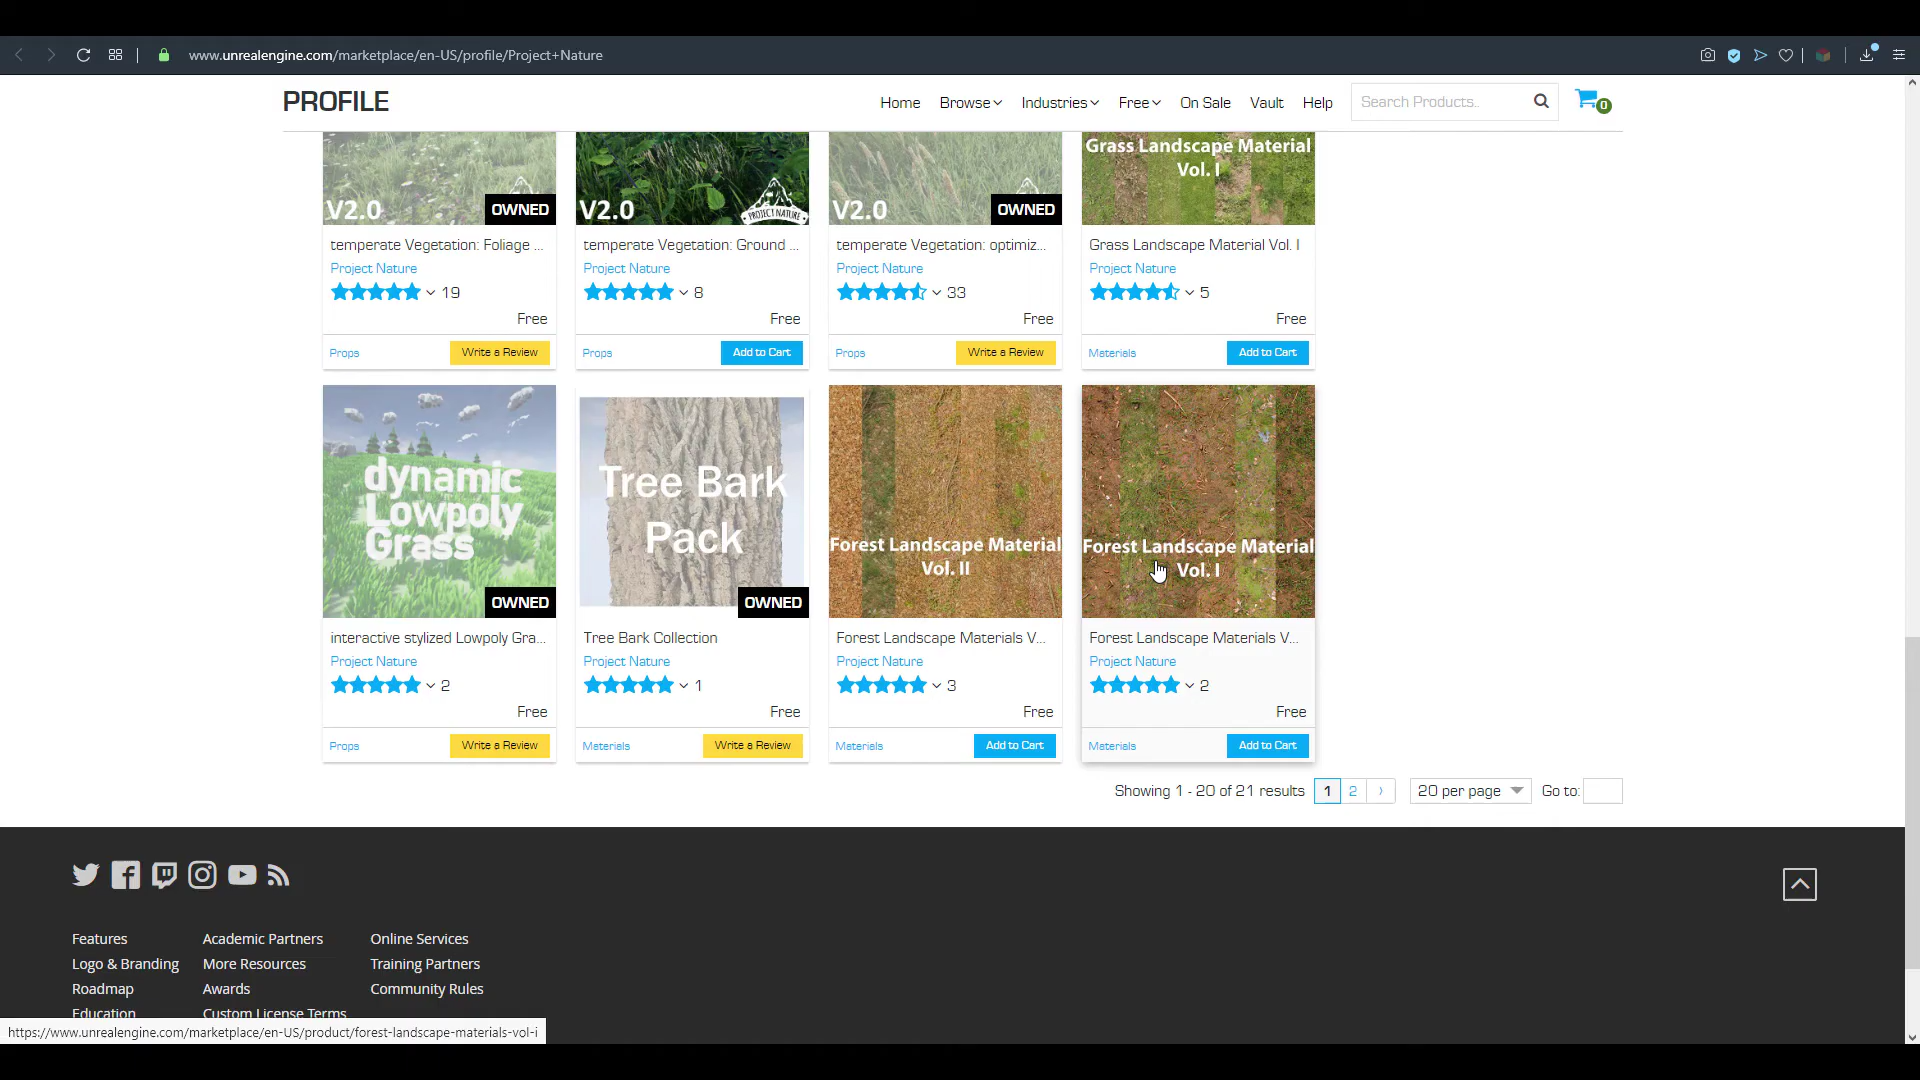 www.unrealengine.com/marketplace/en-US/profile/Project+Nature
PROFILE
Home
Browse
Industries
Free
On Sale
Vault
Help
Search Products..
0
V2.0
OWNED
V2.0
PROJECT NATURE
V2.0
OWNED
Grass Landscape Material
Vol. I
temperate Vegetation: Foliage ...
temperate Vegetation: Ground ...
temperate Vegetation: optimiz...
Grass Landscape Material Vol. I
Project Nature
Project Nature
Project Nature
Project Nature
19
8
33
5
Free
Free
Free
Free
Props
Write a Review
Props
Add to Cart
Props
Write a Review
Materials
Add to Cart
dynamic
Lowpoly
Grass
OWNED
Tree Bark
Pack
OWNED
Forest Landscape Material
Vol. II
Forest Landscape Material
Vol. I
interactive stylized Lowpoly Gra...
Tree Bark Collection
Forest Landscape Materials V...
Forest Landscape Materials V...
Project Nature
Project Nature
Project Nature
Project Nature
2
1
3
2
Free
Free
Free
Free
Props
Write a Review
Materials
Write a Review
Materials
Add to Cart
Materials
Add to Cart
Showing 1 - 20 of 21 results
1
2
20 per page
Go to:
Features
Academic Partners
Online Services
Logo & Branding
More Resources
Training Partners
Roadmap
Awards
Community Rules
Education
Custom License Terms
https://www.unrealengine.com/marketplace/en-US/product/forest-landscape-materials-vol-i